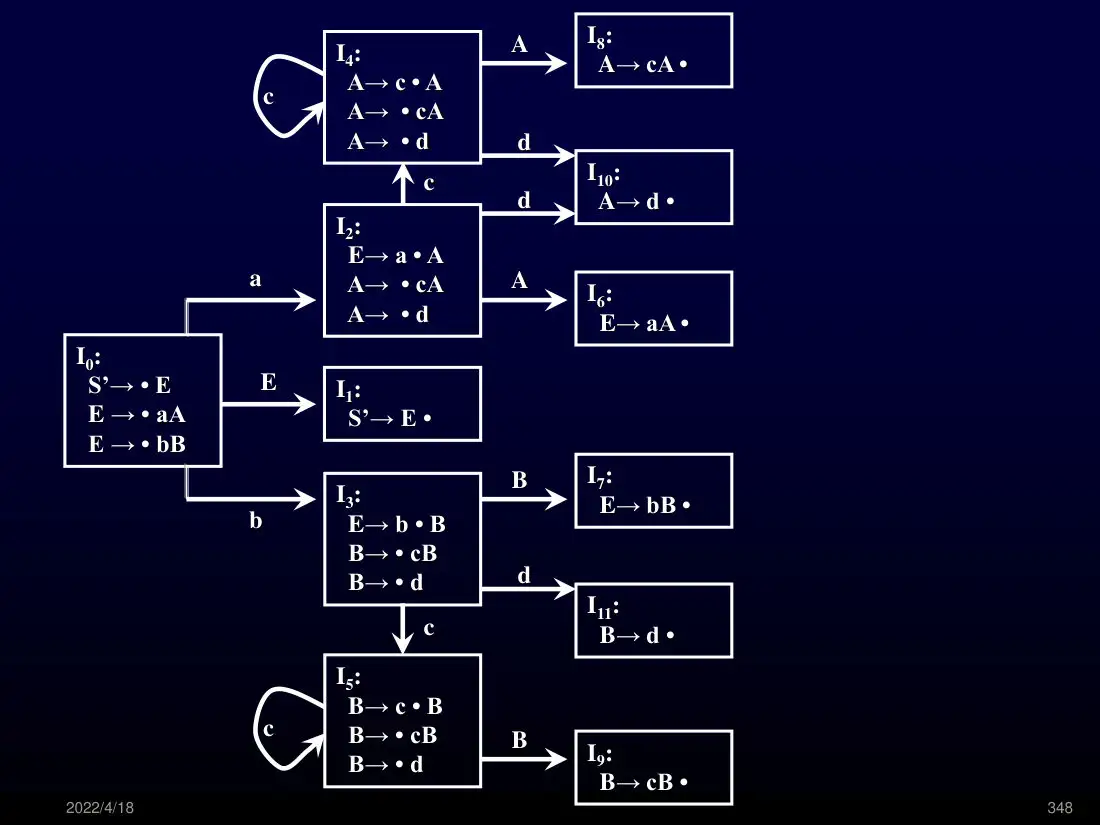 I4:
A→ c • A
A→ • cA
A→ • d
c
A
I8:
A→ cA •
d
I10:
A→ d •
c
d
I2:
E→ a • A
A→ • cA
A→ • d
a
A
I6:
E→ aA •
I0:
S’→ • E
E → • aA
E → • bB
E
I1:
S’→ E •
b
I3:
E→ b • B
B→ • cB
B→ • d
B
I7:
E→ bB •
d
I11:
B→ d •
c
I5:
B→ c • B
B→ • cB
B→ • d
c
B
I9:
B→ cB •
2022/4/18
348